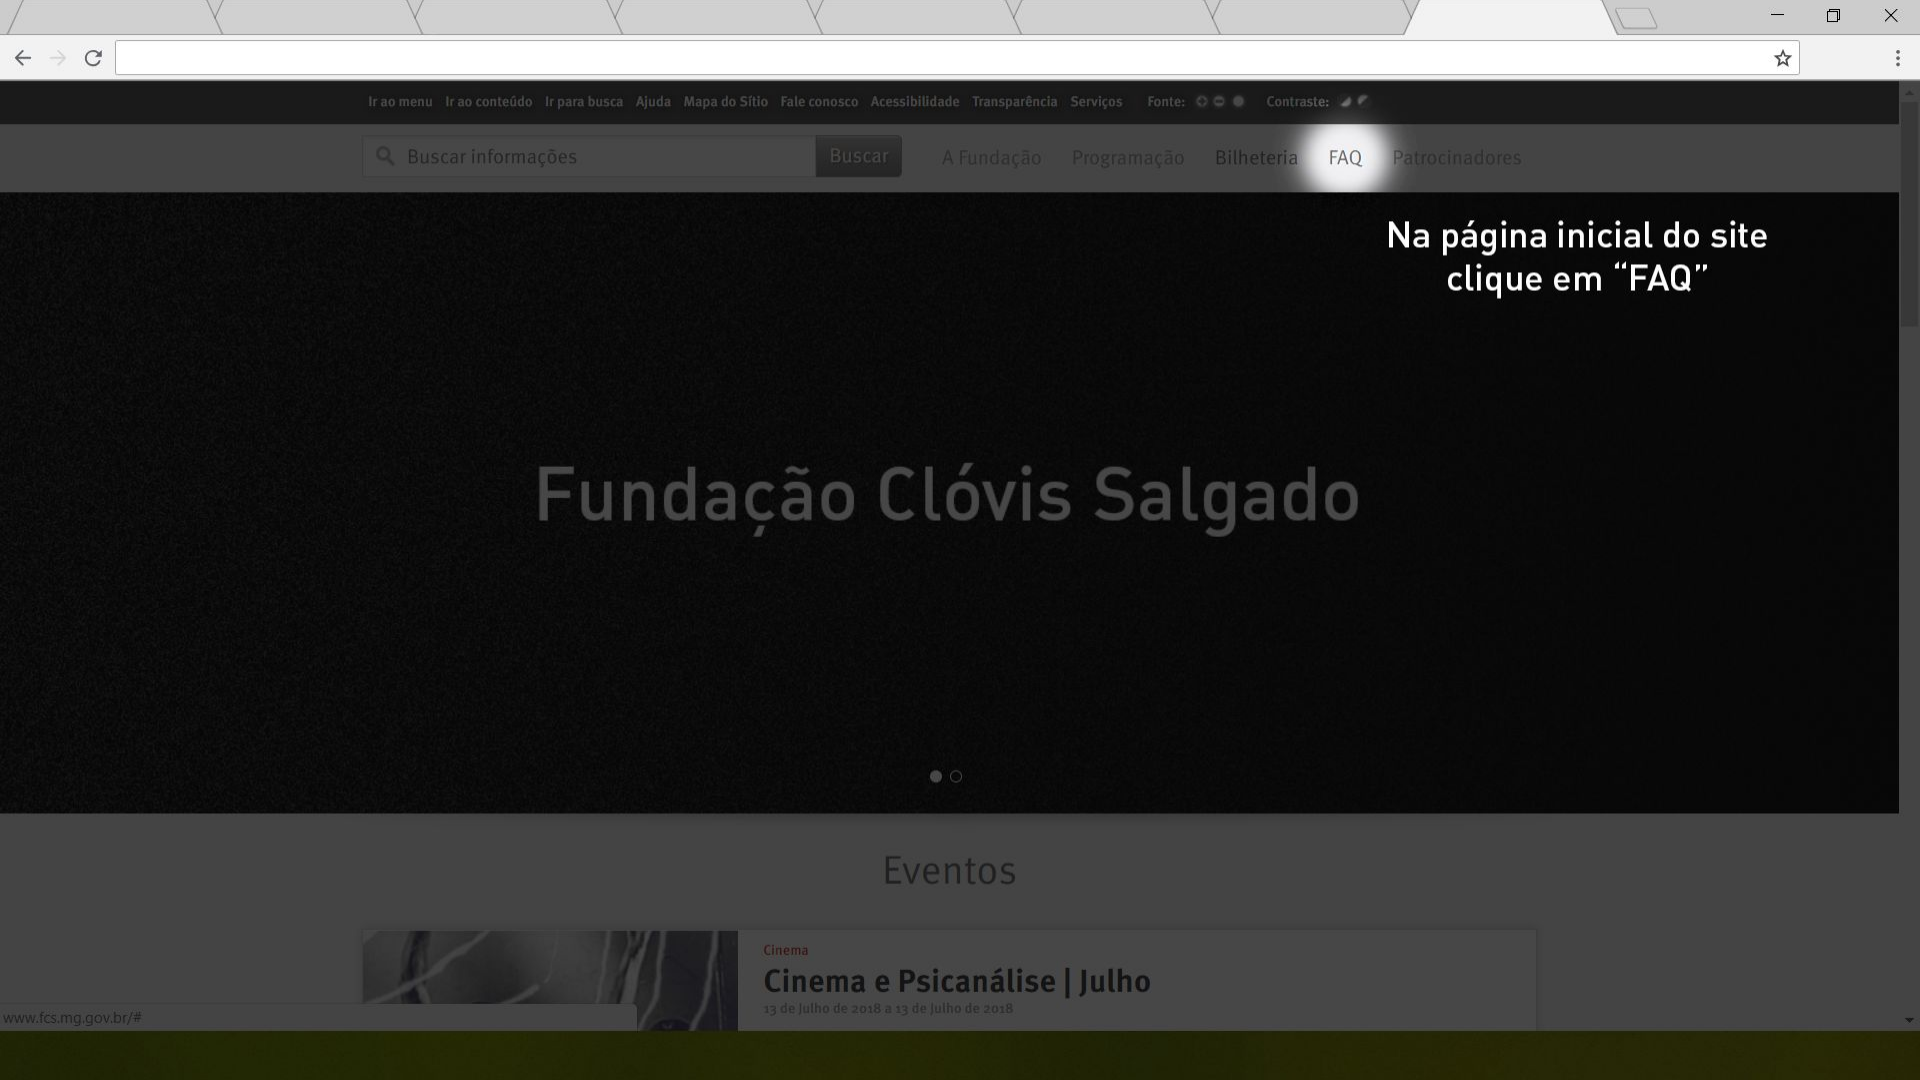 Ir ao menu Ir ao conteúdo Ir para busca Ajuda Mapa do Sítio Fale conosco Acessibilidade Transparência Serviços Fonte: Contraste:
Buscar informações Buscar A Fundação Programação Bilheteria FAQ Patrocinadores
Na página inicial do site
clique em “FAQ”
Fundação Clóvis Salgado
Eventos
Cinema
Cinema e Psicanálise | Julho
13 de Julho de 2018 a 13 de Julho de 2018
www.fcs.mg.gov.br/#